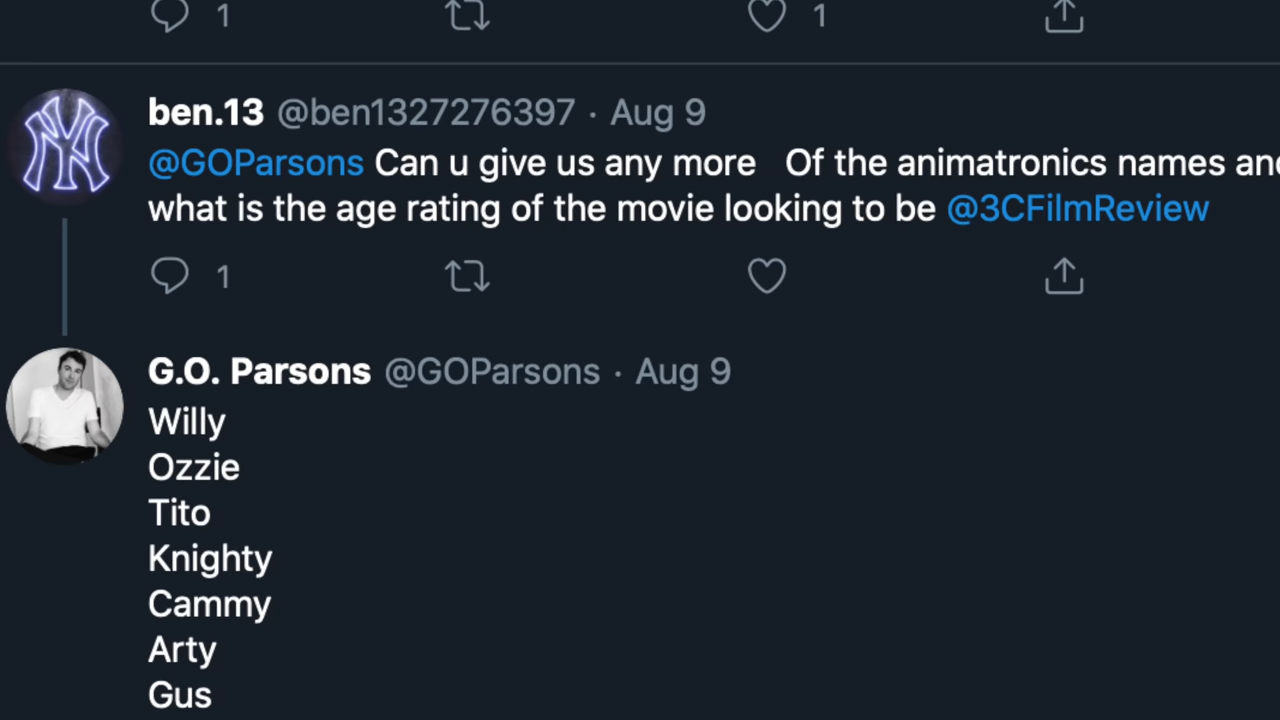 1 1
ben.13 @ben1327276397 · Aug 9
@GOParsons Can u give us any more   Of the animatronics names
what is the age rating of the movie looking to be @3CFilmReview
1
G.O. Parsons @GOParsons · Aug 9
Willy
Ozzie
Tito
Knighty
Cammy
Arty
Gus